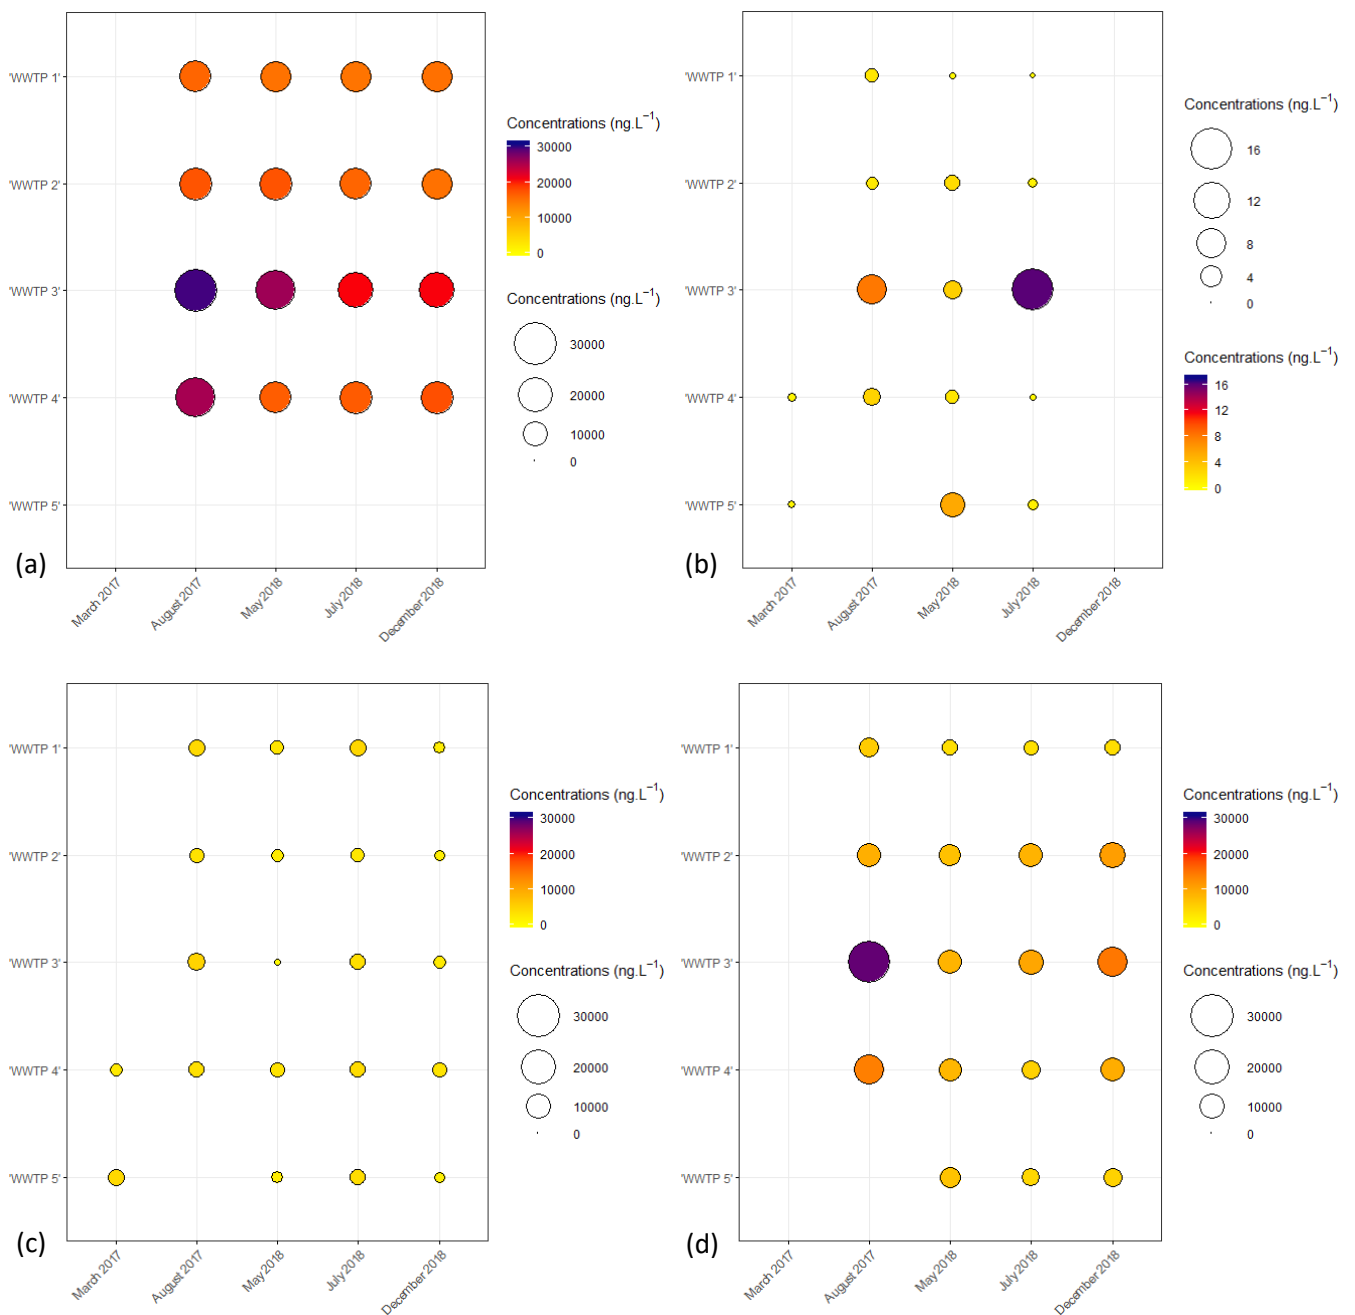 'WWTP 1'
'WWTP 2'
'WWTP 3'
'WWTP 4'
'WWTP 5'
(a)
March 2017
August 2017
May 2018
July 2018
December 2018
Concentrations (ng.L⁻¹)
30000
20000
10000
0
Concentrations (ng.L⁻¹)
30000
20000
10000
0
'WWTP 1'
'WWTP 2'
'WWTP 3'
'WWTP 4'
'WWTP 5'
(b)
March 2017
August 2017
May 2018
July 2018
December 2018
Concentrations (ng.L⁻¹)
16
12
8
4
0
Concentrations (ng.L⁻¹)
16
12
8
4
0
'WWTP 1'
'WWTP 2'
'WWTP 3'
'WWTP 4'
'WWTP 5'
(c)
March 2017
August 2017
May 2018
July 2018
December 2018
Concentrations (ng.L⁻¹)
30000
20000
10000
0
Concentrations (ng.L⁻¹)
30000
20000
10000
0
'WWTP 1'
'WWTP 2'
'WWTP 3'
'WWTP 4'
'WWTP 5'
(d)
March 2017
August 2017
May 2018
July 2018
December 2018
Concentrations (ng.L⁻¹)
30000
20000
10000
0
Concentrations (ng.L⁻¹)
30000
20000
10000
0